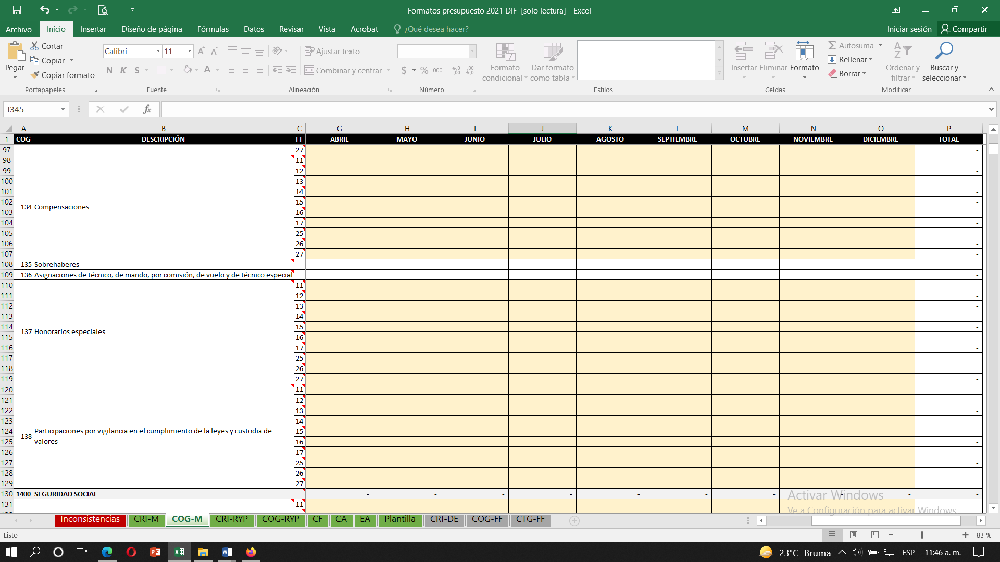 Formatos presupuesto 2021 DIF [solo lectura] - Excel
Archivo Inicio Insertar Diseño de página Fórmulas Datos Revisar Vista Acrobat ¿Qué desea hacer? Iniciar sesión Compartir
Pegar
Cortar
Copiar
Copiar formato
Portapapeles
Calibri 11
N K S
Fuente
Ajustar texto
Combinar y centrar
Alineación
$ % 000
Número
Formato condicional
Dar formato como tabla
Estilos
Insertar Eliminar Formato
Celdas
Autosuma
Rellenar
Borrar
Ordenar y filtrar
Buscar y seleccionar
Modificar
J345 fx
A B C G H I J K L M N O P
1 COG DESCRIPCIÓN FF ABRIL MAYO JUNIO JULIO AGOSTO SEPTIEMBRE OCTUBRE NOVIEMBRE DICIEMBRE TOTAL
97 27 -
98 11 -
99 12 -
100 13 -
101 14 -
102 15 -
134 Compensaciones
103 16 -
104 17 -
105 25 -
106 26 -
107 27 -
108 135 Sobrehaberes -
109 136 Asignaciones de técnico, de mando, por comisión, de vuelo y de técnico especial -
110 11 -
111 12 -
112 13 -
113 14 -
114 15 -
137 Honorarios especiales
115 16 -
116 17 -
117 25 -
118 26 -
119 27 -
120 11 -
121 12 -
122 13 -
123 14 -
124 15 -
138 Participaciones por vigilancia en el cumplimiento de la leyes y custodia de
valores
125 16 -
126 17 -
127 25 -
128 26 -
129 27 -
130 1400 SEGURIDAD SOCIAL - - - - - - - - - -
131 11 -
Activar Windows
Ve a Configuración para activar Windows.
Inconsistencias CRI-M COG-M CRI-RYP COG-RYP CF CA EA Plantilla CRI-DE COG-FF CTG-FF
Listo 83 %
23°C Bruma ESP 11:46 a. m.